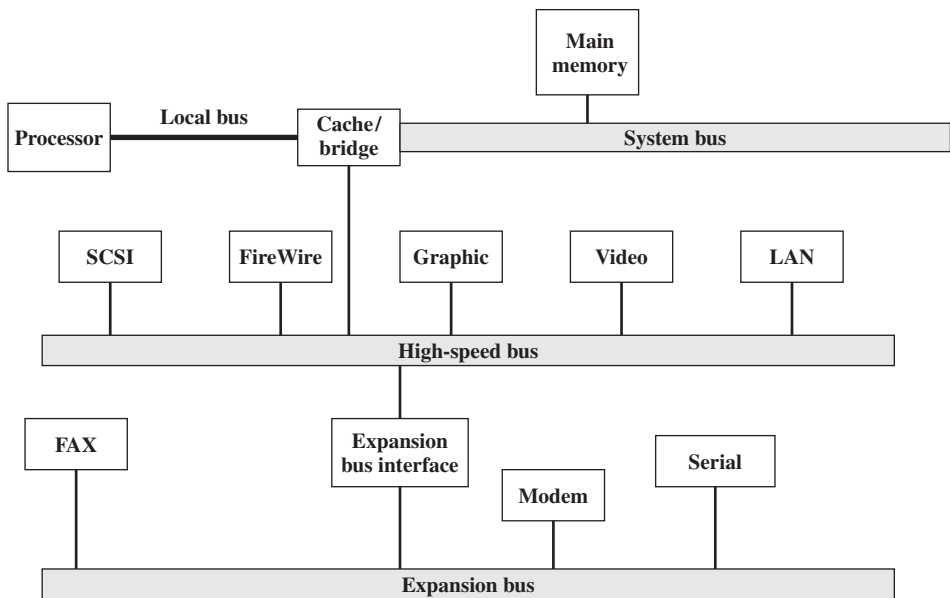 Main
memory
Local bus
Processor
Cache/
bridge
System bus
SCSI
FireWire
Graphic
Video
LAN
High-speed bus
FAX
Expansion
bus interface
Serial
Modem
Expansion bus